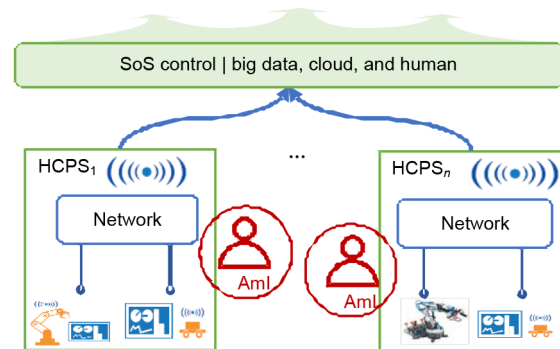 SoS control | big data, cloud, and human
HCPS1
...
HCPSn
Network
Network
AmI
AmI